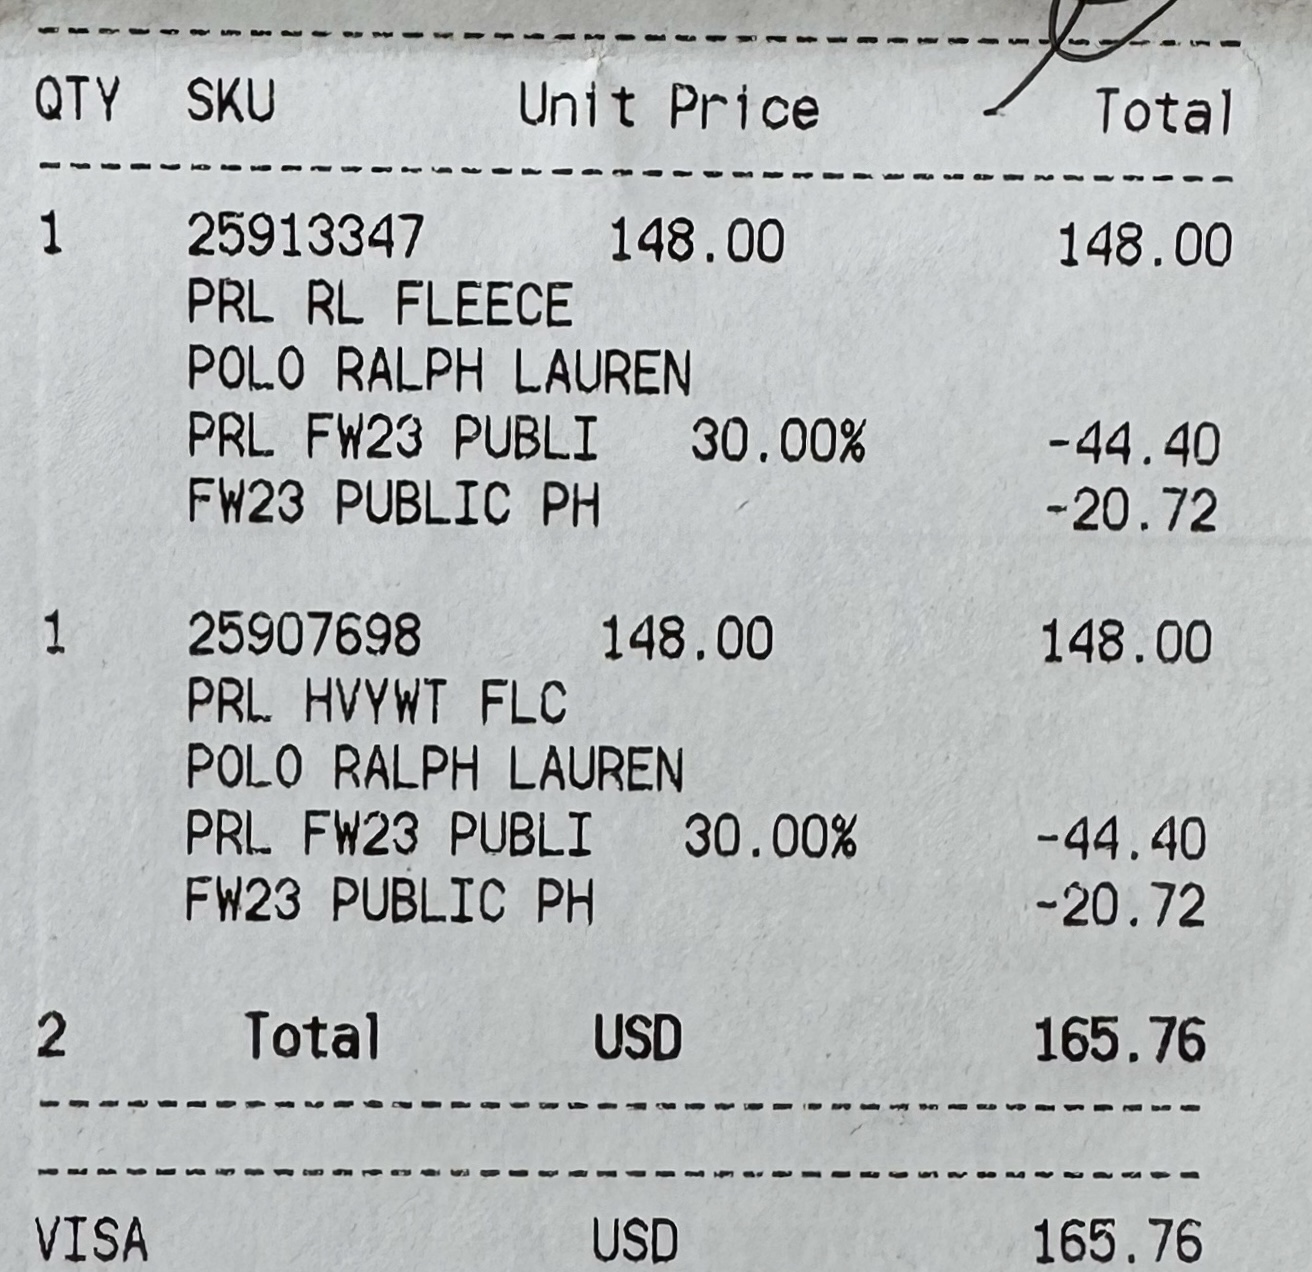 QTY SKU Unit Price Total
1 25913347 148.00 148.00
PRL RL FLEECE
POLO RALPH LAUREN
PRL FW23 PUBLI 30.00% -44.40
FW23 PUBLIC PH -20.72
1 25907698 148.00 148.00
PRL HVYWT FLC
POLO RALPH LAUREN
PRL FW23 PUBLI 30.00% -44.40
FW23 PUBLIC PH -20.72
2 Total USD 165.76
VISA USD 165.76